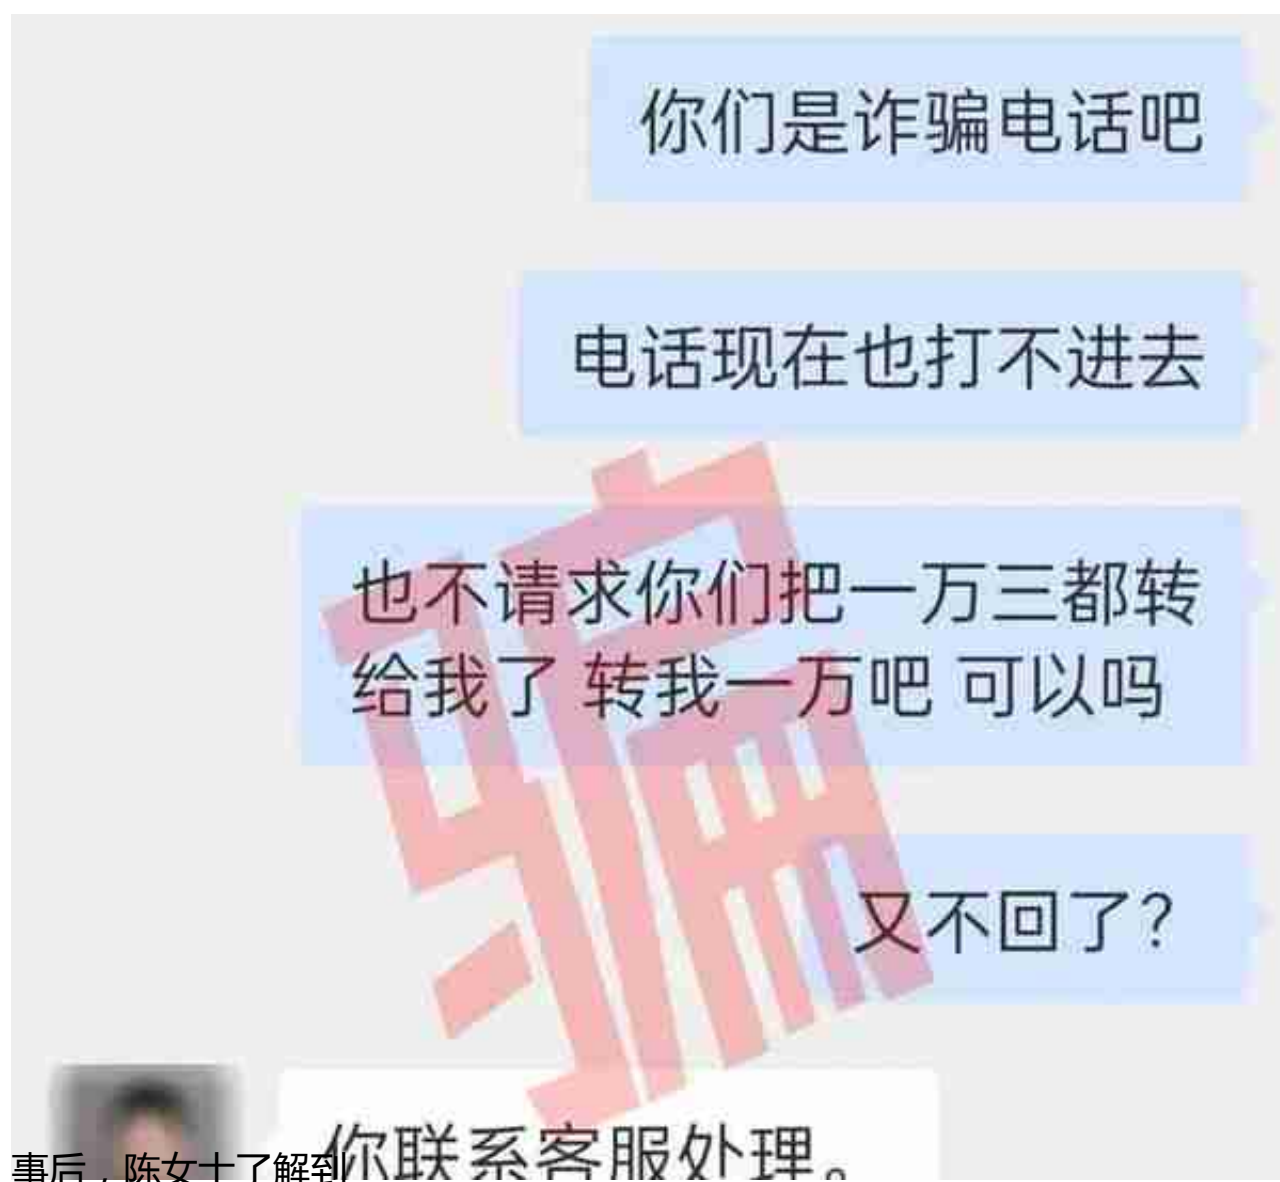 你们是诈骗电话吧
电话现在也打不进去
也不请求你们把一万三都转
给我了 转我一万吧 可以吗
又不回了?
骗
你联系客服处理。
事后，陈女士了解到